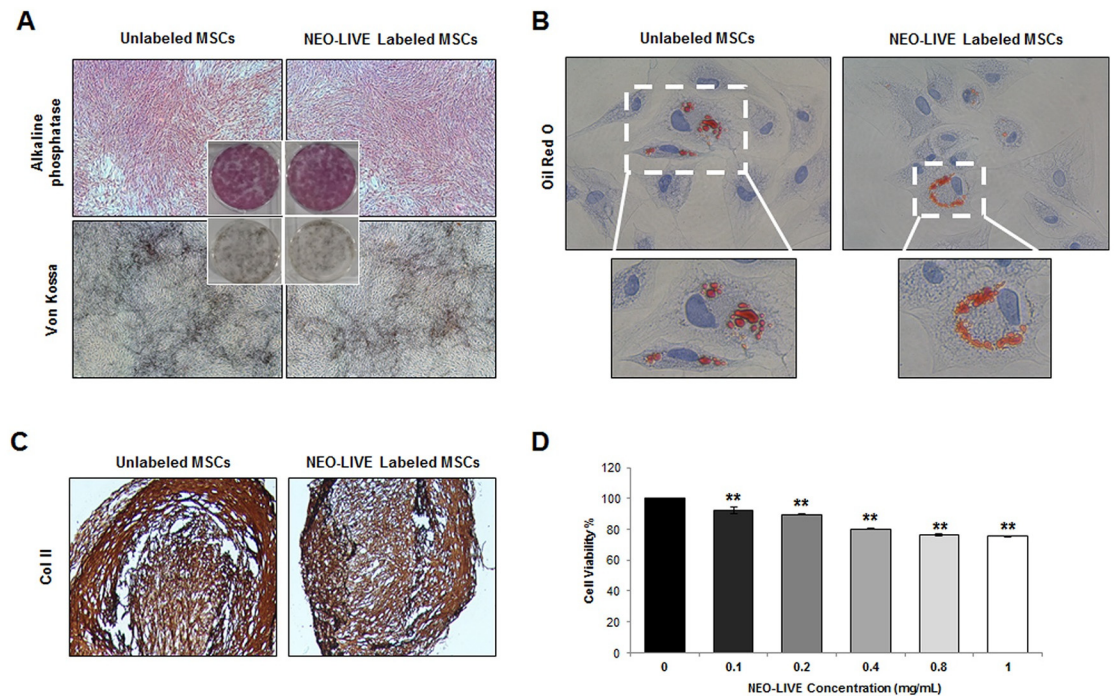 A
Unlabeled MSCs
NEO-LIVE Labeled MSCs
Alkaline
phosphatase
Von Kossa
B
Unlabeled MSCs
NEO-LIVE Labeled MSCs
Oil Red O
C
Unlabeled MSCs
NEO-LIVE Labeled MSCs
Col II
D
Cell Viability %
120
100
80
60
40
20
0
** ** ** ** **
0 0.1 0.2 0.4 0.8 1
NEO-LIVE Concentration (mg/mL)